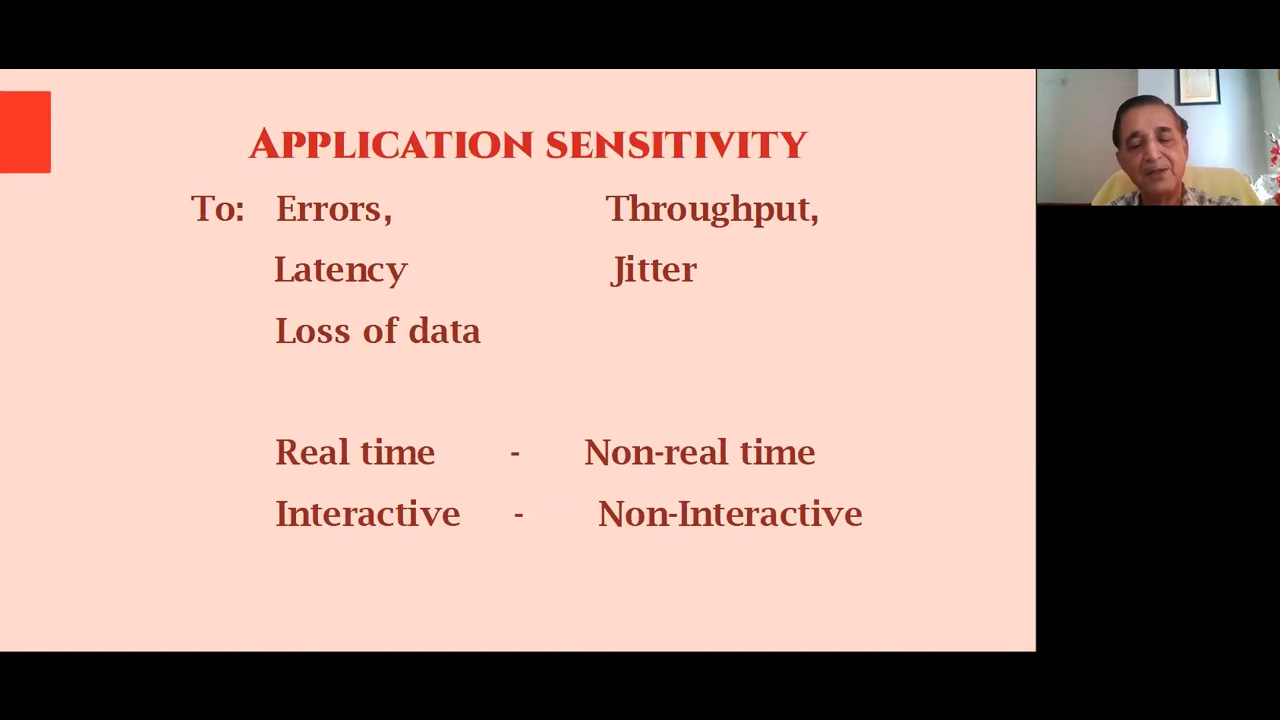 APPLICATION SENSITIVITY
To: Errors, Throughput,
Latency Jitter
Loss of data
Real time - Non-real time
Interactive - Non-Interactive